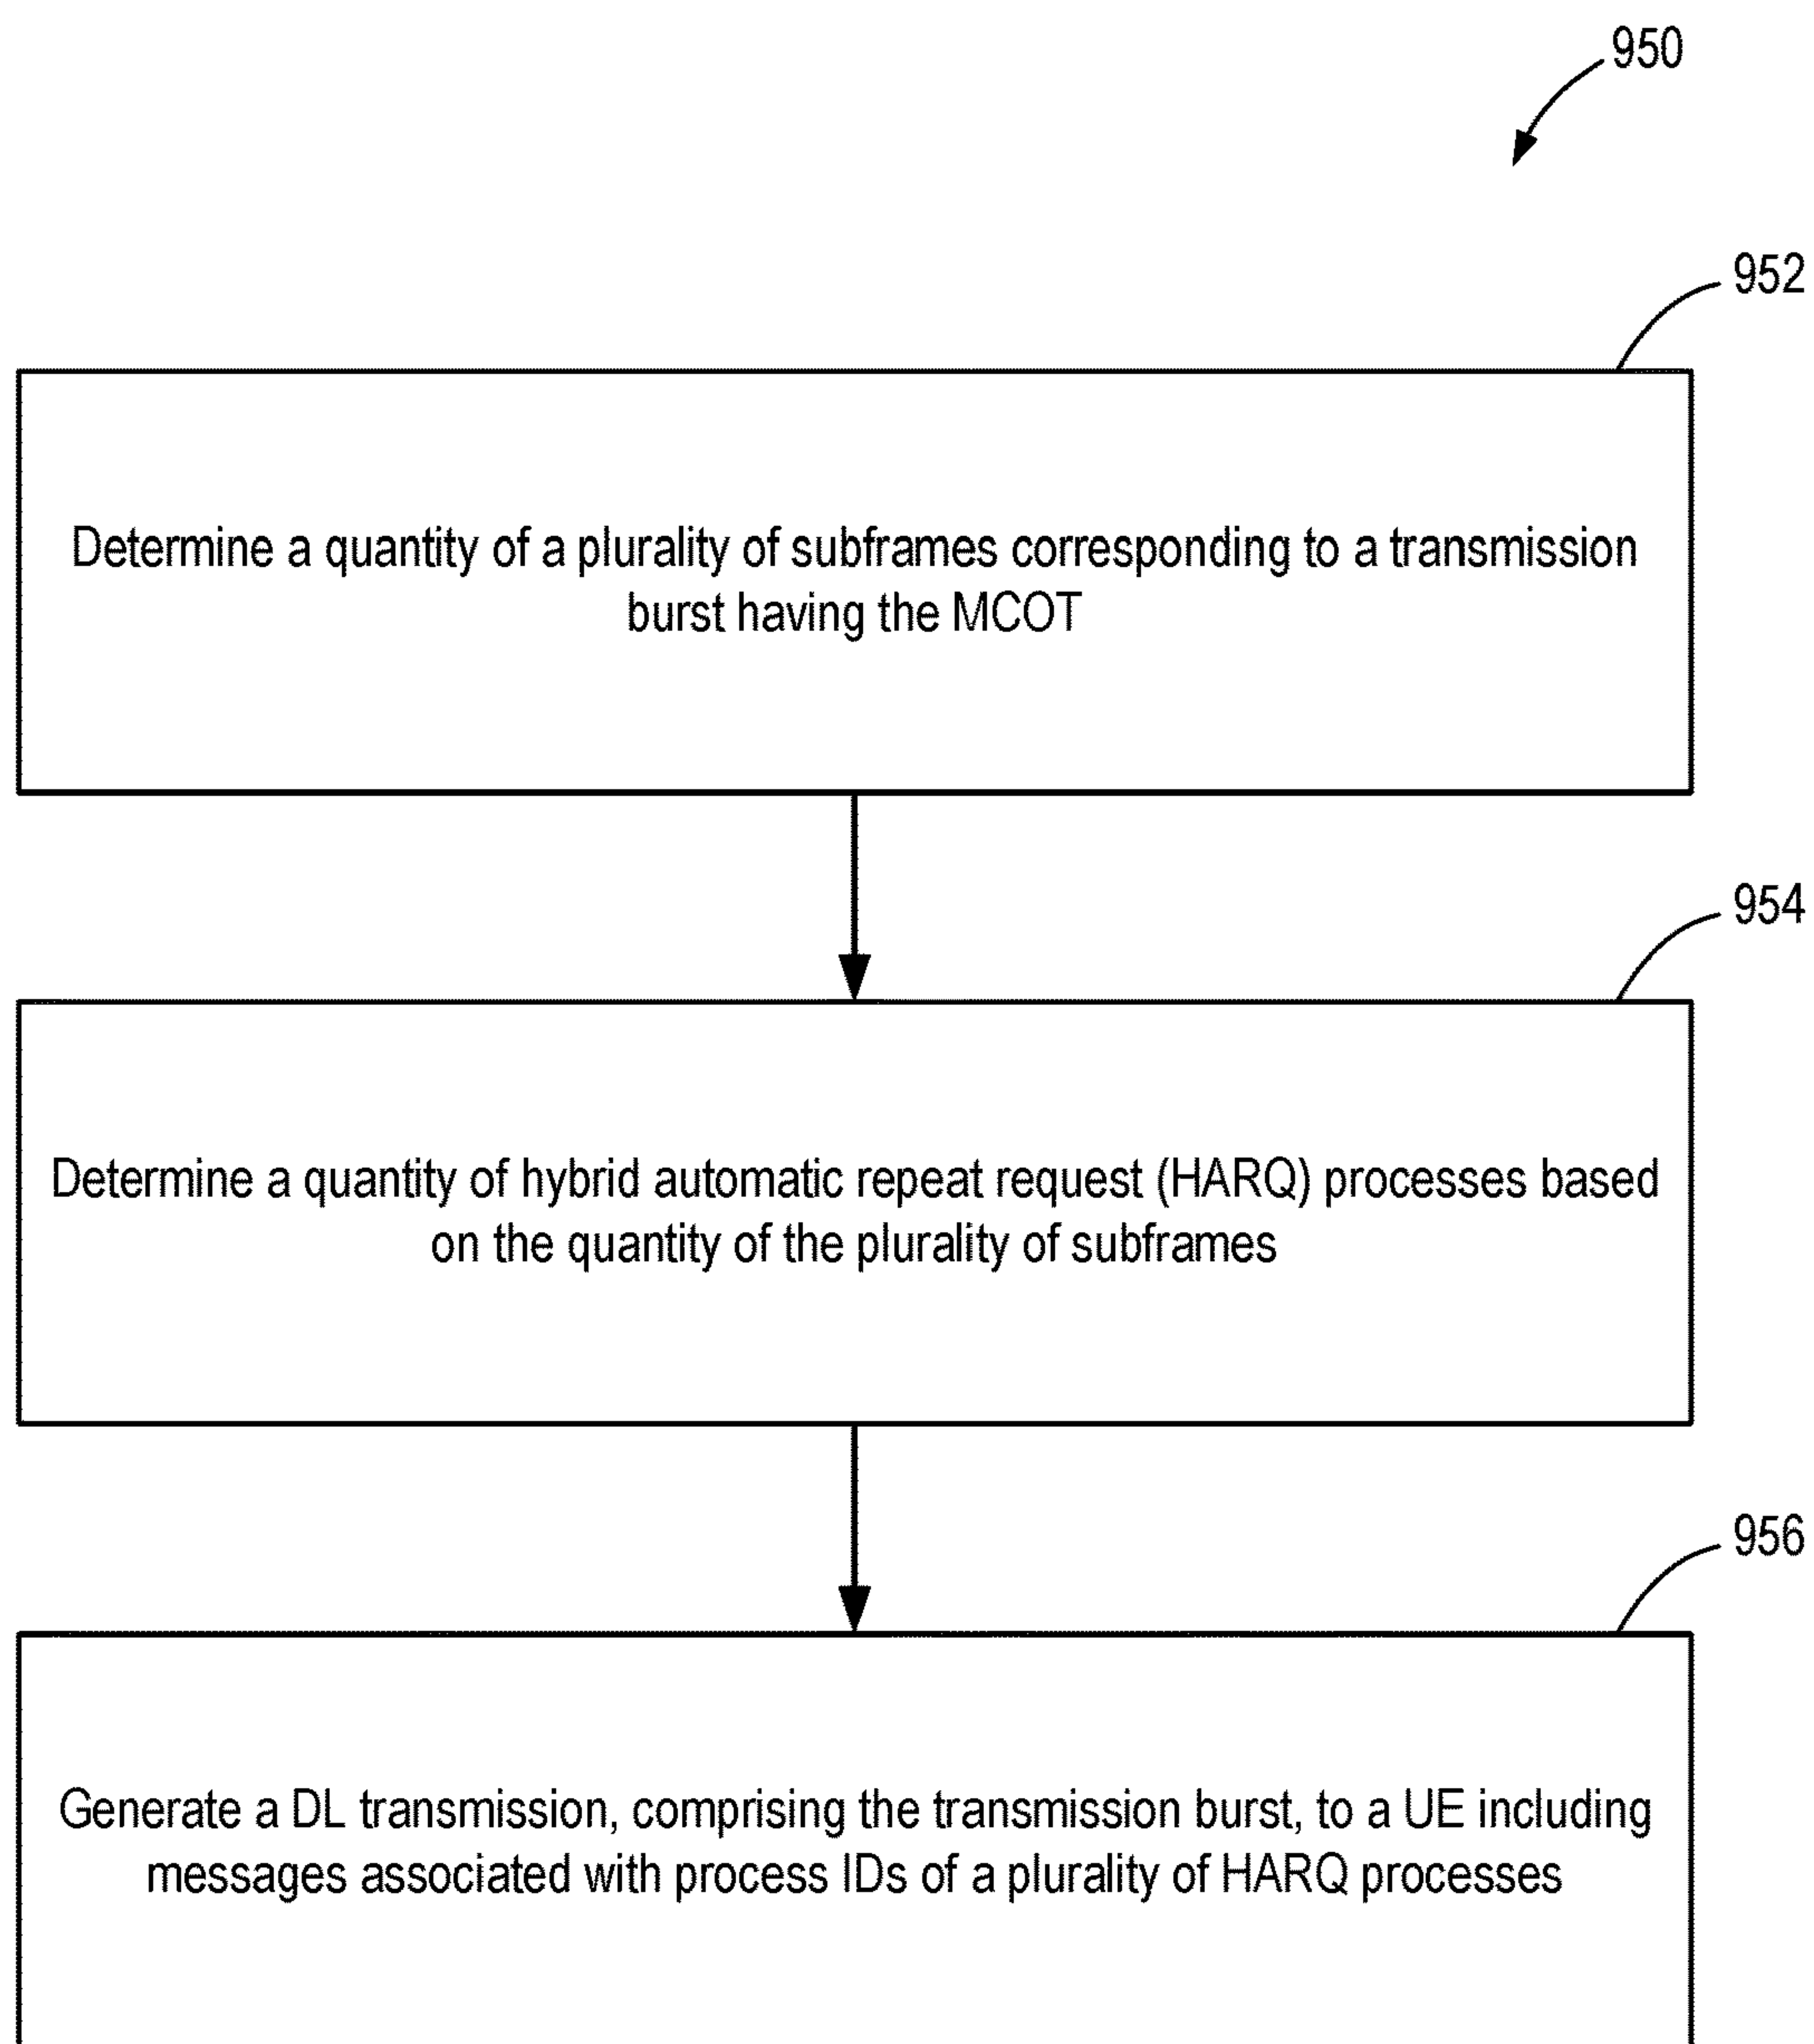 950
952
Determine a quantity of a plurality of subframes corresponding to a transmission
burst having the MCOT
954
Determine a quantity of hybrid automatic repeat request (HARQ) processes based
on the quantity of the plurality of subframes
956
Generate a DL transmission, comprising the transmission burst, to a UE including
messages associated with process IDs of a plurality of HARQ processes